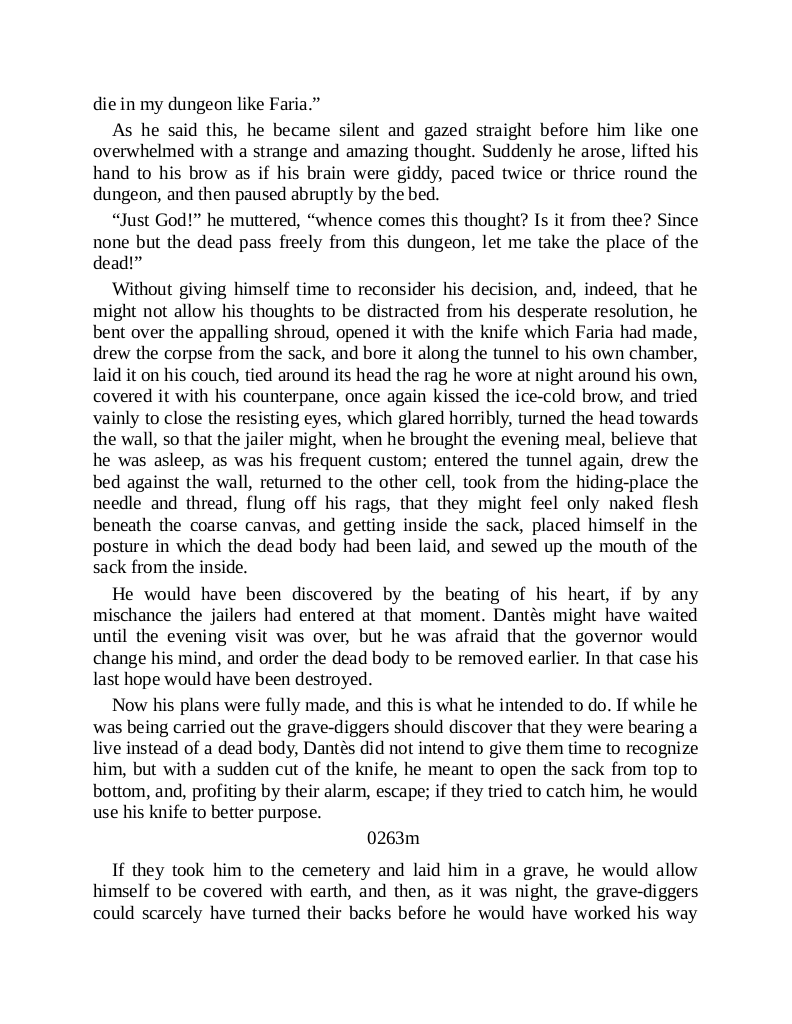 die in my dungeon like Faria.”
As he said this, he became silent and gazed straight before him like one
overwhelmed with a strange and amazing thought. Suddenly he arose, lifted his
hand to his brow as if his brain were giddy, paced twice or thrice round the
dungeon, and then paused abruptly by the bed.
“Just God!” he muttered, “whence comes this thought? Is it from thee? Since
none but the dead pass freely from this dungeon, let me take the place of the
dead!”
Without giving himself time to reconsider his decision, and, indeed, that he
might not allow his thoughts to be distracted from his desperate resolution, he
bent over the appalling shroud, opened it with the knife which Faria had made,
drew the corpse from the sack, and bore it along the tunnel to his own chamber,
laid it on his couch, tied around its head the rag he wore at night around his own,
covered it with his counterpane, once again kissed the ice-cold brow, and tried
vainly to close the resisting eyes, which glared horribly, turned the head towards
the wall, so that the jailer might, when he brought the evening meal, believe that
he was asleep, as was his frequent custom; entered the tunnel again, drew the
bed against the wall, returned to the other cell, took from the hiding-place the
needle and thread, flung off his rags, that they might feel only naked flesh
beneath the coarse canvas, and getting inside the sack, placed himself in the
posture in which the dead body had been laid, and sewed up the mouth of the
sack from the inside.
He would have been discovered by the beating of his heart, if by any
mischance the jailers had entered at that moment. Dantès might have waited
until the evening visit was over, but he was afraid that the governor would
change his mind, and order the dead body to be removed earlier. In that case his
last hope would have been destroyed.
Now his plans were fully made, and this is what he intended to do. If while he
was being carried out the grave-diggers should discover that they were bearing a
live instead of a dead body, Dantès did not intend to give them time to recognize
him, but with a sudden cut of the knife, he meant to open the sack from top to
bottom, and, profiting by their alarm, escape; if they tried to catch him, he would
use his knife to better purpose.
0263m
If they took him to the cemetery and laid him in a grave, he would allow
himself to be covered with earth, and then, as it was night, the grave-diggers
could scarcely have turned their backs before he would have worked his way